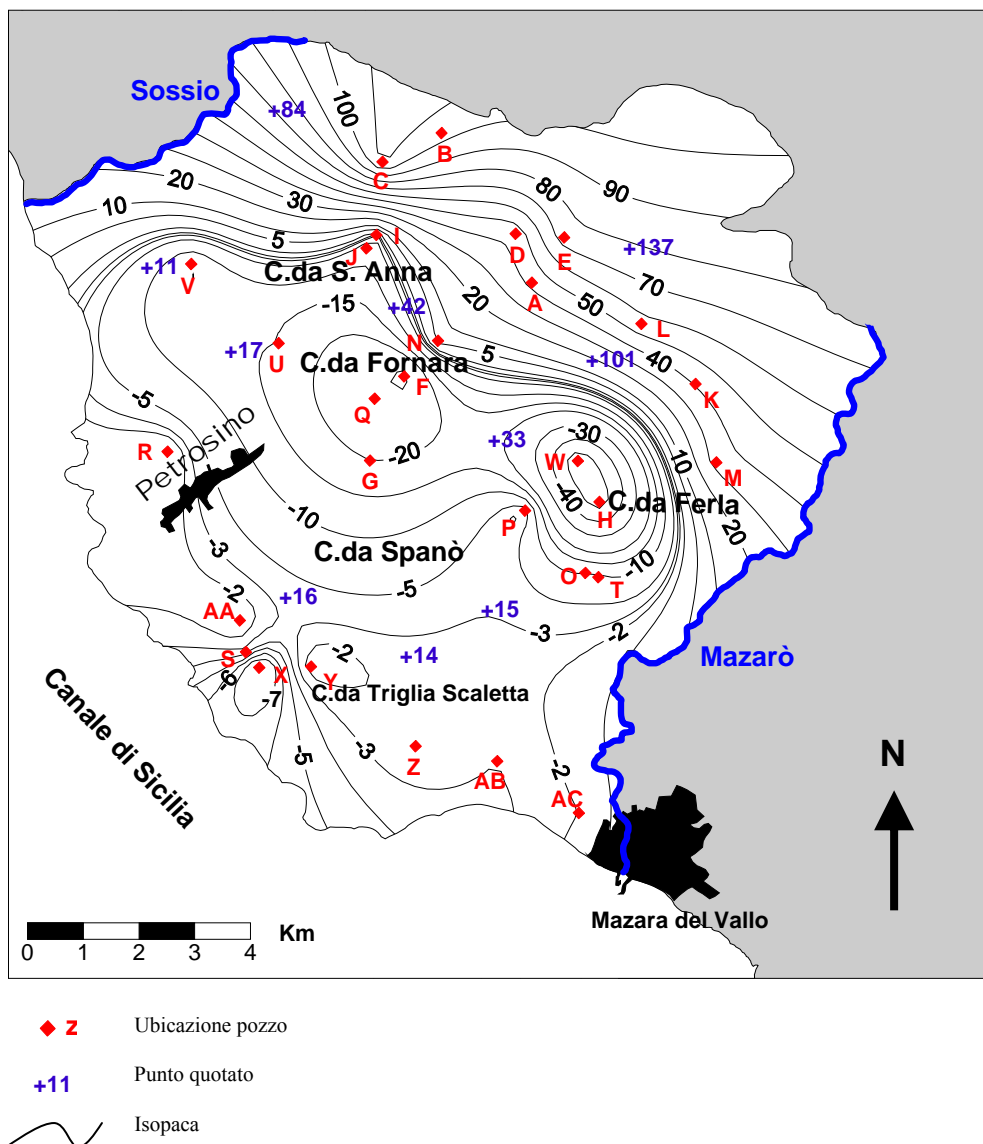 Sossio
+84
100
B
C
20
30
80
90
10
5
I
D
E
+137
J
C.da S. Anna
+11
V
A
70
-15
+42
20
50
L
+17
U
N
C.da Fornara
5
+101
40
-5
F
K
Q
R
Petrosino
+33
-30
10
G
-20
W
M
-40
H
C.da Ferla
-10
P
20
C.da Spanò
-3
O
T
-10
-2
-5
AA
+16
+15
-3
-2
S
-2
+14
Mazarò
-6
X
Y
-7
C.da Triglia Scaletta
Canale di Sicilia
-5
-3
Z
AB
-2
AC
N
Mazara del Vallo
Km
0 1 2 3 4
z Ubicazione pozzo
+11 Punto quotato
Isopaca